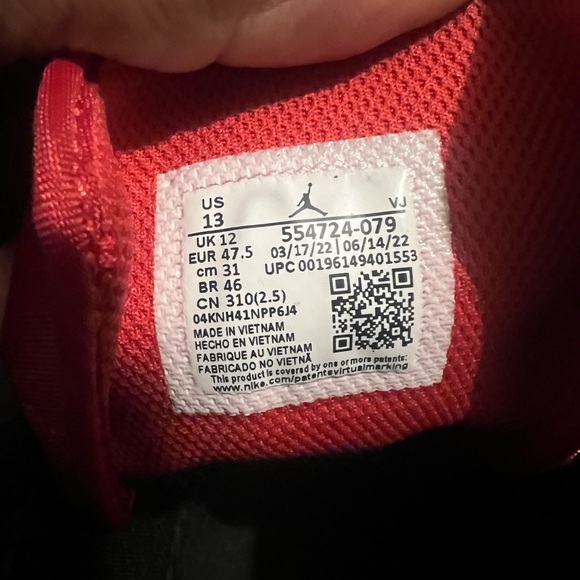 US
13
VJ
UK 12
EUR 47.5
cm 31
BR 46
CN 310(2.5)
04KNH41NPP6J4
554724-079
03/17/22 | 06/14/22
UPC 00196149401553
MADE IN VIETNAM
HECHO EN VIETNAM
FABRIQUE AU VIETNAM
FABRICADO NO VIETNÃ
This product is covered by one or more patents:
www.nike.com/patentsvirtualmarking